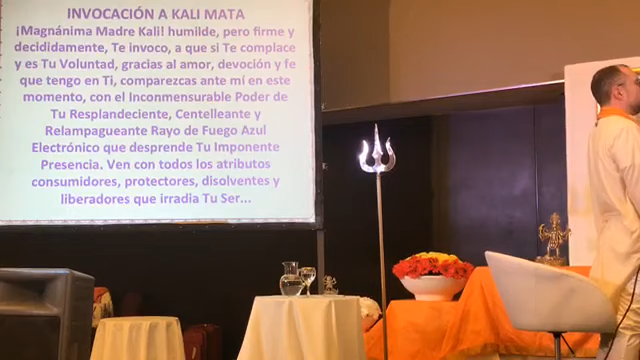 INVOCACIÓN A KALI MATA
¡Magnánima Madre Kali! humilde, pero firme y
decididamente, Te invoco, a que si Te complace
y es Tu Voluntad, gracias al amor, devoción y fe
que tengo en Ti, comparezcas ante mí en este
momento, con el Inconmensurable Poder de
Tu Resplandeciente, Centelleante y
Relampagueante Rayo de Fuego Azul
Electrónico que desprende Tu Imponente
Presencia. Ven con todos los atributos
consumidores, protectores, disolventes y
liberadores que irradia Tu Ser...